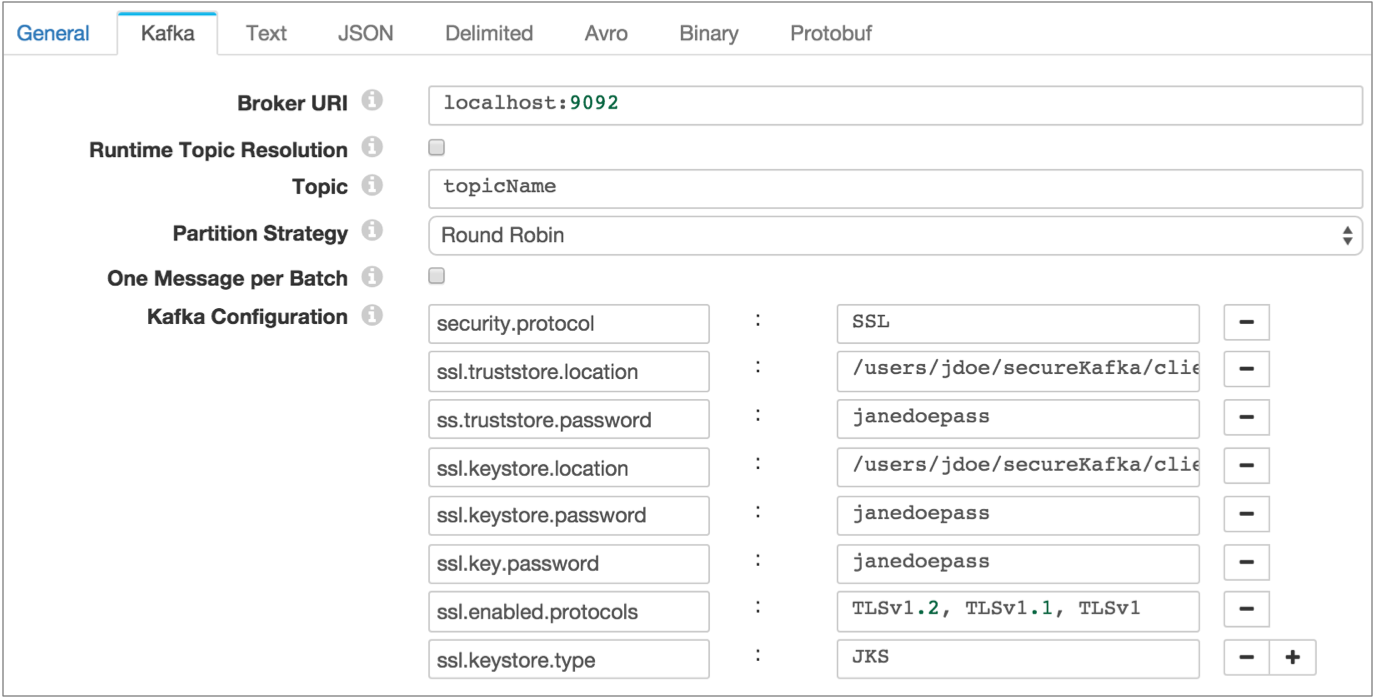 General Kafka Text JSON Delimited Avro Binary Protobuf
Broker URI localhost:9092
Runtime Topic Resolution
Topic topicName
Partition Strategy Round Robin
One Message per Batch
Kafka Configuration security.protocol : SSL
ssl.truststore.location : /users/jdoe/secureKafka/clie
ss.truststore.password : janedoepass
ssl.keystore.location : /users/jdoe/secureKafka/clie
ssl.keystore.password : janedoepass
ssl.key.password : janedoepass
ssl.enabled.protocols : TLSv1.2, TLSv1.1, TLSv1
ssl.keystore.type : JKS